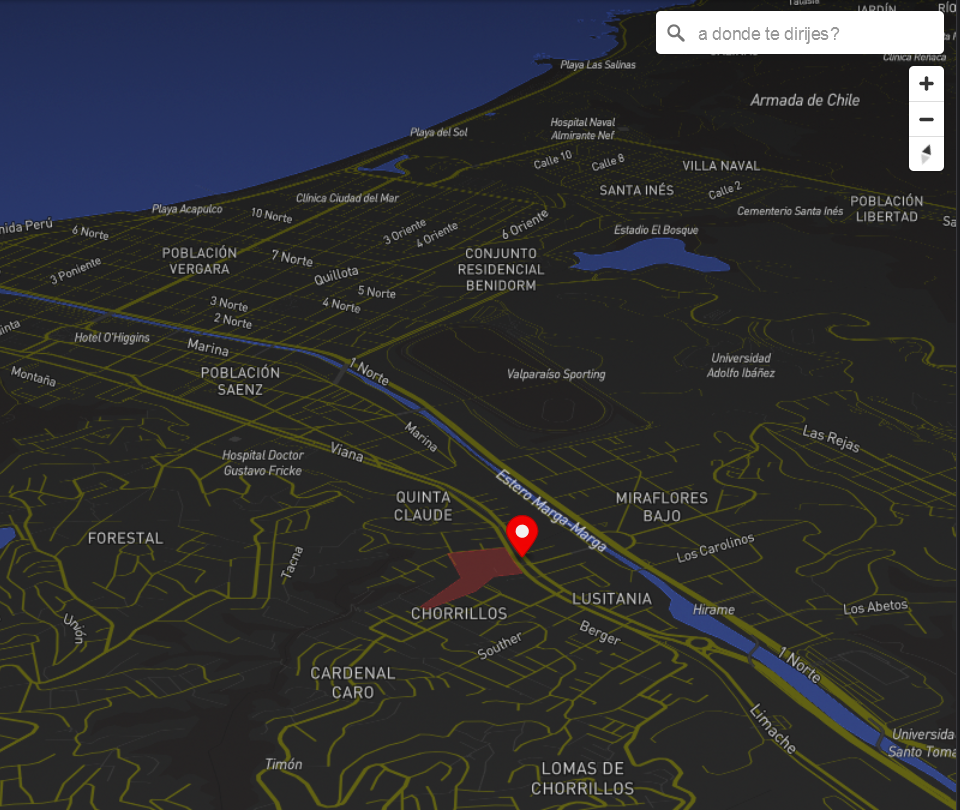 Talasia
JARDÍN
a donde te dirijes?
Clínica Reñaca
Playa Las Salinas
Armada de Chile
Hospital Naval
Almirante Nef
Playa del Sol
Calle 10
Calle 8
VILLA NAVAL
SANTA INÉS
Calle 2
Clínica Ciudad del Mar
POBLACIÓN
LIBERTAD
Cementerio Santa Inés
Playa Acapulco
10 Norte
nida Perú
6 Norte
3 Oriente
4 Oriente
6 Oriente
Estadio El Bosque
POBLACIÓN
VERGARA
7 Norte
CONJUNTO
RESIDENCIAL
BENIDORM
3 Poniente
Quillota
5 Norte
3 Norte
4 Norte
2 Norte
inta
Hotel O'Higgins
Marina
POBLACIÓN
SAENZ
1 Norte
Valparaíso Sporting
Universidad
Adolfo Ibáñez
Montaña
Marina
Las Rejas
Viana
Hospital Doctor
Gustavo Fricke
Estero Marga-Marga
QUINTA
CLAUDE
MIRAFLORES
BAJO
FORESTAL
Los Carolinos
Tacna
CHORRILLOS
LUSITANIA
Hirame
Los Abetos
Unión
Souther
Berger
CARDENAL
CARO
1 Norte
Limache
Universida
Santo Toma
Timón
LOMAS DE
CHORRILLOS